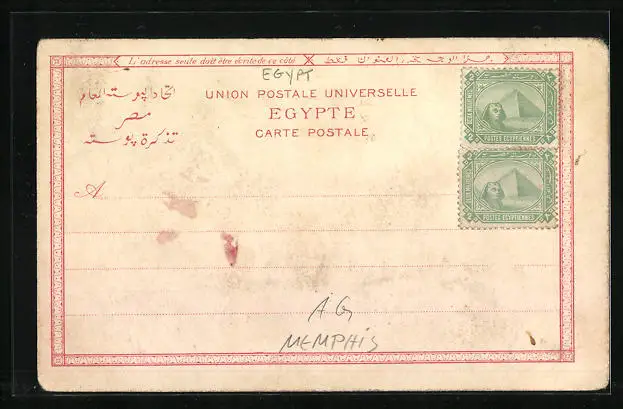 L'adresse seule doit être écrite de ce côté
EGYPT
UNION POSTALE UNIVERSELLE
EGYPTE
CARTE POSTALE.
اتحاد البوستة العام
مصر
تذكرة بوستة
A
POSTES EGYPTIENNES
POSTES EGYPTIENNES
AG
MEMPHIS